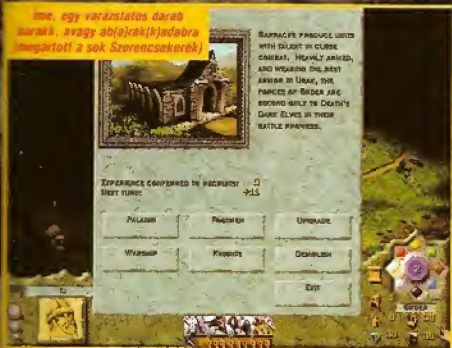 Íme, egy varázslatos darab
barakk, avagy ab(a)rak(k)adabra
megártott a sok Szerencsekerék)
BARRACKS PRODUCE UNITS
WITH TALENT IN CLOSE
COMBAT. HEAVILY ARMED,
AND WEARING THE BEST
ARMOR IN URAK, THE
FORCES OF ORDER ARE
SECOND ONLY TO DEATH'S
DARK ELVES IN THEIR
BATTLE PROWESS.
EXPERIENCE CONFERRED TO RECRUITS:
NEXT TURN:
PALADIN
UPGRADE
WARSHIP
KNIGHTS
DEMOLISH
EXIT
ORDER